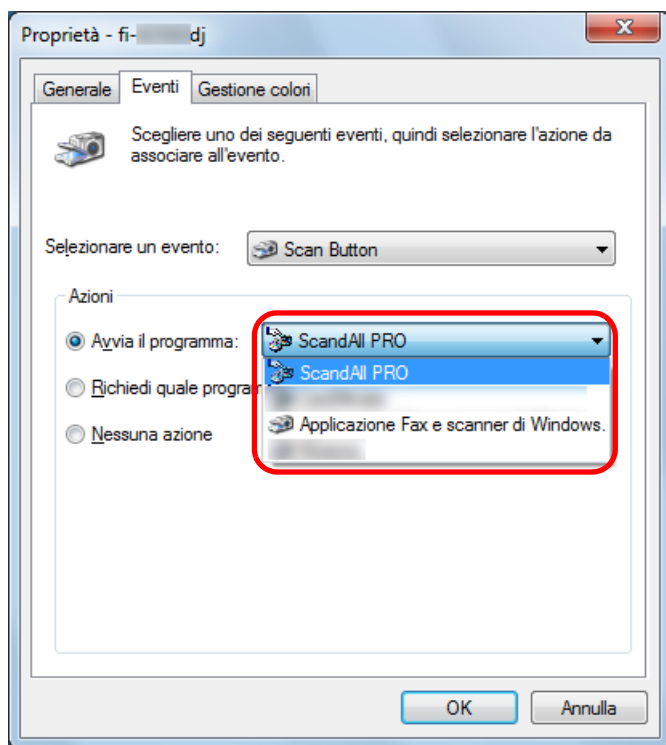 Proprietà - fi- dj
Generale Eventi Gestione colori
Scegliere uno dei seguenti eventi, quindi selezionare l'azione da
associare all'evento.
Selezionare un evento: Scan Button
Azioni
Avvia il programma: ScandAll PRO
ScandAll PRO
Richiedi quale
Applicazione Fax e scanner di Windows.
Nessuna azione
OK Annulla